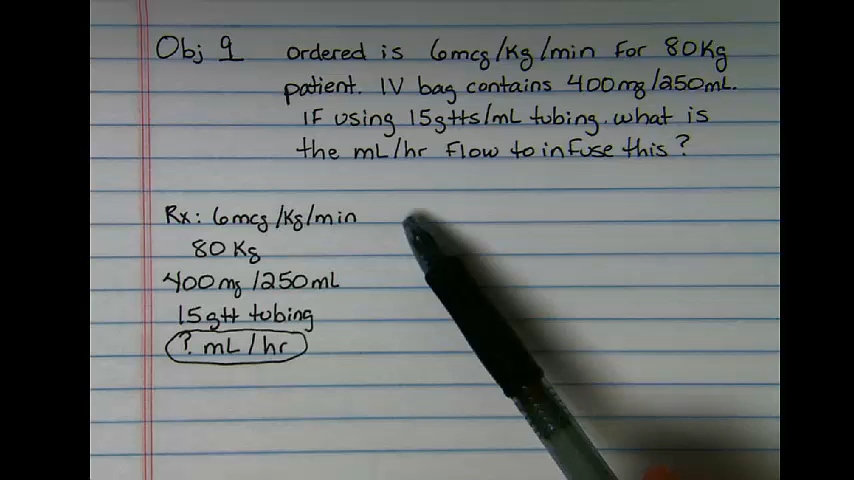 Obj 9 ordered is 6mcg/Kg/min for 80Kg
patient. IV bag contains 400mg/250mL.
IF using 15gtts/mL tubing. what is
the mL/hr flow to infuse this?
Rx: 6mcg/Kg/min
80 Kg
400mg/250mL
15gtt tubing
? mL/hr